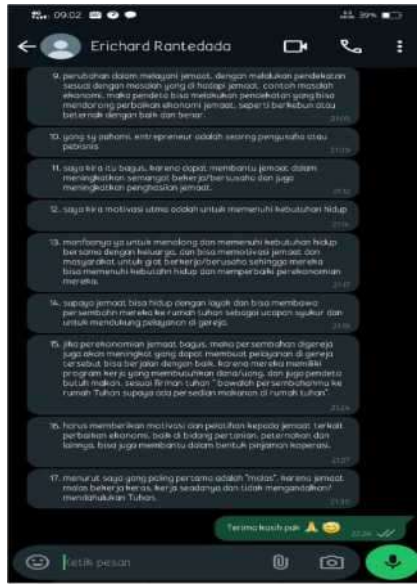 09.02
39%
Erichard Rantedada
9. perubahan dalam melayani jemaat, dengan melakukan pendekatan
sesuai dengan masalah yang di hadapi jemaat, contoh masalah
ekonomi, maka pendeta bisa melakukan pendekatan yang bisa
mendorong perbaikan ekonomi jemaat, seperti berkebun atau
beternak dengan baik dan benar.
10. yang sy pahami, entrepreneur adalah seorng pengusaha atau
pebisnis
11. saya kira itu bagus, karena dapat membantu jemaat dalam
meningkatkan semangat bekerja/berusaha dan juga
meningkatkan penghasilan jemaat.
12. saya kira motivasi utma adalah untuk memenuhi kebutuhan hidup
13. manfaanya ya untuk menolong dan memenuhi kebutuhan hidup
bersama dengan keluarga, dan bisa memotivasi jemaat dan
masyarakat untuk giat berkerja/berusaha sehingga mereka
bisa memenuhi kebutuahn hidup dan memperbaiki perekonomian
mereka.
14. supaya jemaat bisa hidup dengan layak dan bisa membawa
persembahn mereka ke rumah tuhan sebagai ucapan syukur dan
untuk mendukung pelayanan di gereja.
15. jika perekonomian jemaat bagus, maka persembahan digereja
juga akan meningkat yang dapat membuat pelayanan di gereja
tersebut bisa berjalan dengan baik, karena mereka memiliki
program kerja yang membutuhkan dana/uang, dan juga pendeta
butuh makan, sesuai firman tuhan " bawalah persembahanmu ke
rumah Tuhan supaya ada persedian makanan di rumah tuhan".
16. harus memberikan motivasi dan pelatihan kepada jemaat terkait
perbaikan ekonomi, baik di bidang pertanian, peternakan dan
lainnya, bisa juga membantu dalam bentuk pinjaman koperasi.
17. menurut saya yang paling pertama adalah "malas", karena jemaat
malas bekerja keras, kerja seadanya dan tidak mengandalkan/
mendahulukan Tuhan.
Terima kasih pak 🙏 😊
Ketik pesan